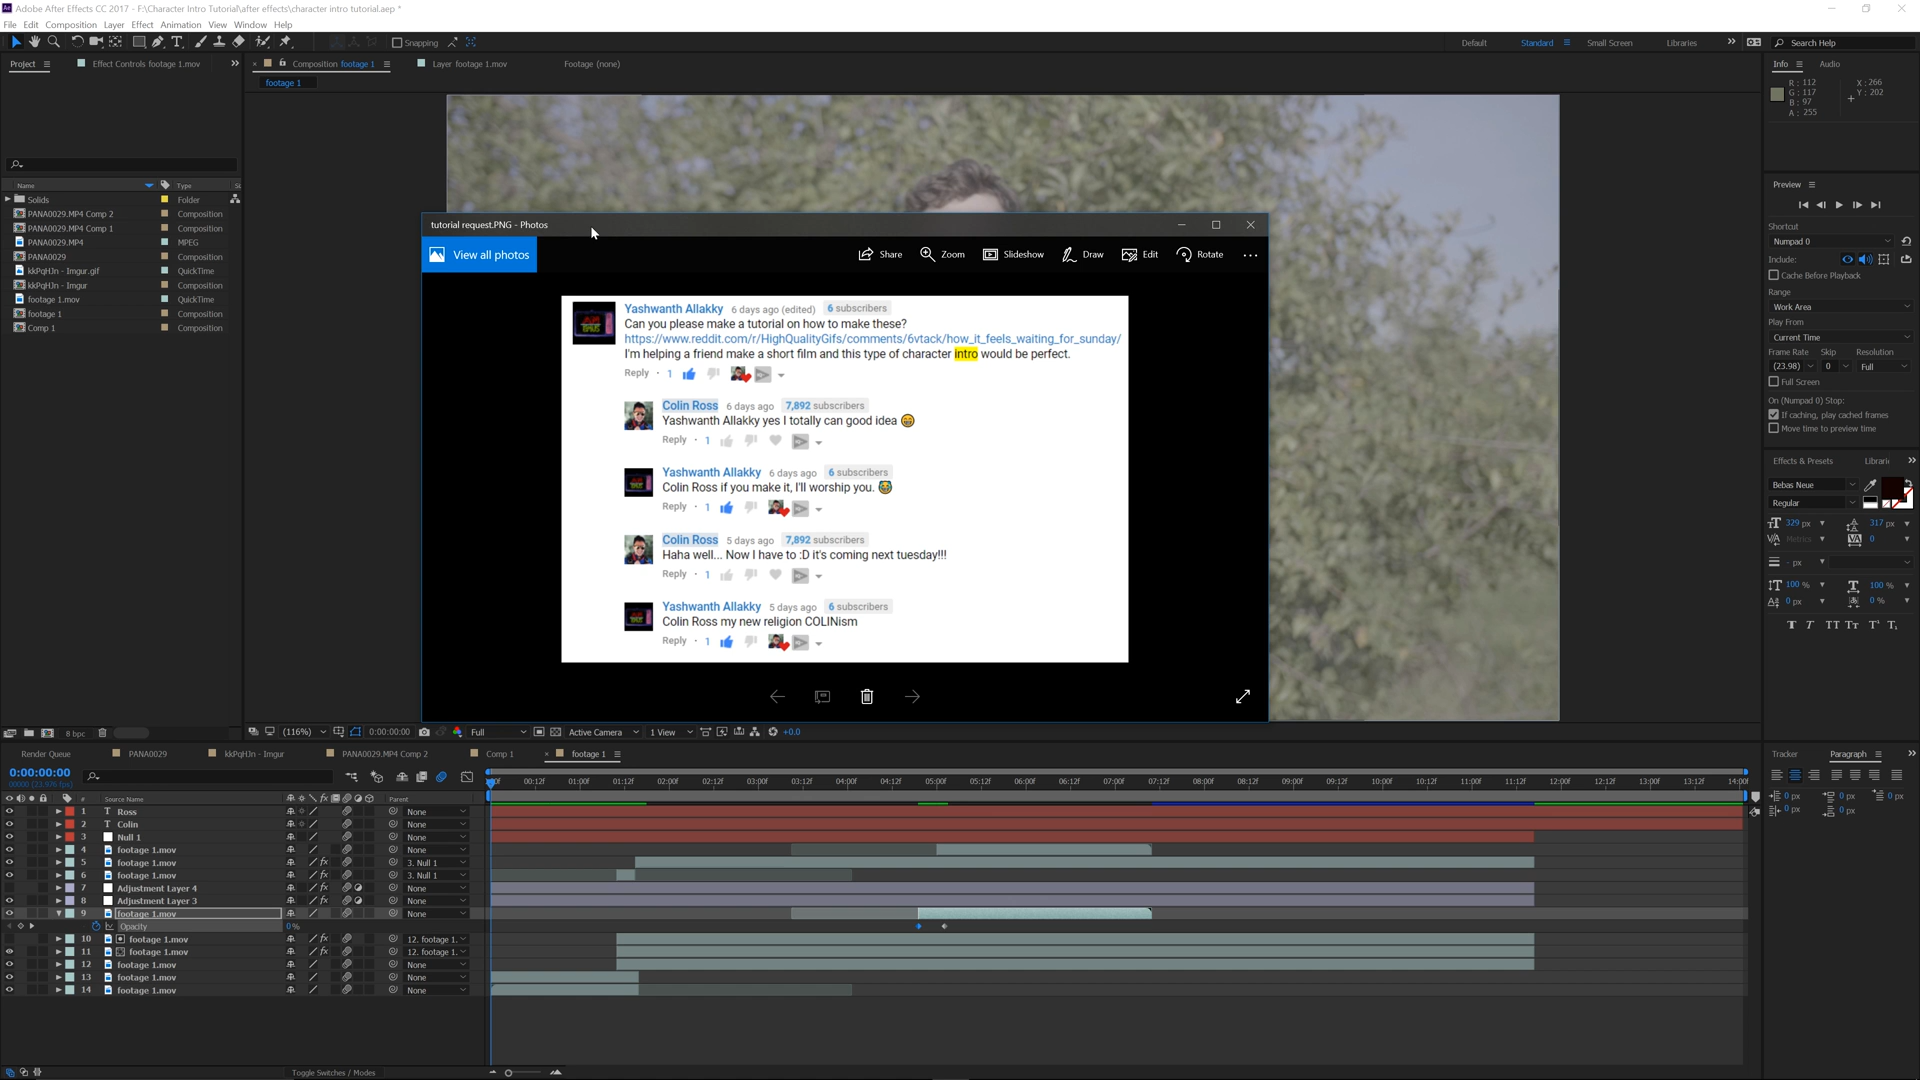 Adobe After Effects CC 2017 - F:\Character Intro Tutorial\after effects\character intro tutorial.aep *
File Edit Composition Layer Effect Animation View Window Help
Snapping
Default Standard Small Screen Libraries Search Help
Project Effect Controls footage 1.mov Composition footage 1 Layer footage 1.mov Footage (none)
footage 1
Info Audio
R: 112 X: 266
G: 117 Y: 202
B: 97
A: 255
Name Type
Solids Folder
PANA0029.MP4 Comp 2 Composition
PANA0029.MP4 Comp 1 Composition
PANA0029.MP4 MPEG
PANA0029 Composition
kkPqHJn - Imgur.gif QuickTime
kkPqHJn - Imgur Composition
footage 1.mov QuickTime
footage 1 Composition
Comp 1 Composition
tutorial request.PNG - Photos
View all photos Share Zoom Slideshow Draw Edit Rotate
Yashwanth Allakky 6 days ago (edited) 6 subscribers
Can you please make a tutorial on how to make these?
https://www.reddit.com/r/HighQualityGifs/comments/6vtack/how_it_feels_waiting_for_sunday/
I'm helping a friend make a short film and this type of character intro would be perfect.
Reply · 1
Colin Ross 6 days ago 7,892 subscribers
Yashwanth Allakky yes I totally can good idea 😁
Reply · 1
Yashwanth Allakky 6 days ago 6 subscribers
Colin Ross if you make it, I'll worship you.
Reply · 1
Colin Ross 5 days ago 7,892 subscribers
Haha well... Now I have to :D it's coming next tuesday!!!
Reply · 1
Yashwanth Allakky 5 days ago 6 subscribers
Colin Ross my new religion COLINism
Reply · 1
Preview
Shortcut
Numpad 0
Include:
Cache Before Playback
Range
Work Area
Play From
Current Time
Frame Rate Skip Resolution
(23.98) 0 Full
Full Screen
On (Numpad 0) Stop:
If caching, play cached frames
Move time to preview time
Effects & Presets Librari
Bebas Neue
Regular
329 px 317 px
Metrics 0
- px
100 % 100 %
0 px 0 %
8 bpc (116%) 0:00:00:00 Full Active Camera 1 View +0.0
Render Queue PANA0029 kkPqHJn - Imgur PANA0029.MP4 Comp 2 Comp 1 footage 1
Tracker Paragraph
0 px 0 px 0 px
0 px 0 px
0:00:00:00
00:12f 01:00f 01:12f 02:00f 02:12f 03:00f 03:12f 04:00f 04:12f 05:00f 05:12f 06:00f 06:12f 07:00f 07:12f 08:00f 08:12f 09:00f 09:12f 10:00f 10:12f 11:00f 11:12f 12:00f 12:12f 13:00f 13:12f 14:00f
# Source Name Parent
1 T Ross None
2 T Colin None
3 Null 1 None
4 footage 1.mov None
5 footage 1.mov 3. Null 1
6 footage 1.mov 3. Null 1
7 Adjustment Layer 4 None
8 Adjustment Layer 3 None
9 footage 1.mov None
Opacity 0%
10 footage 1.mov 12. footage 1.
11 footage 1.mov 12. footage 1.
12 footage 1.mov None
13 footage 1.mov None
14 footage 1.mov None
Toggle Switches / Modes